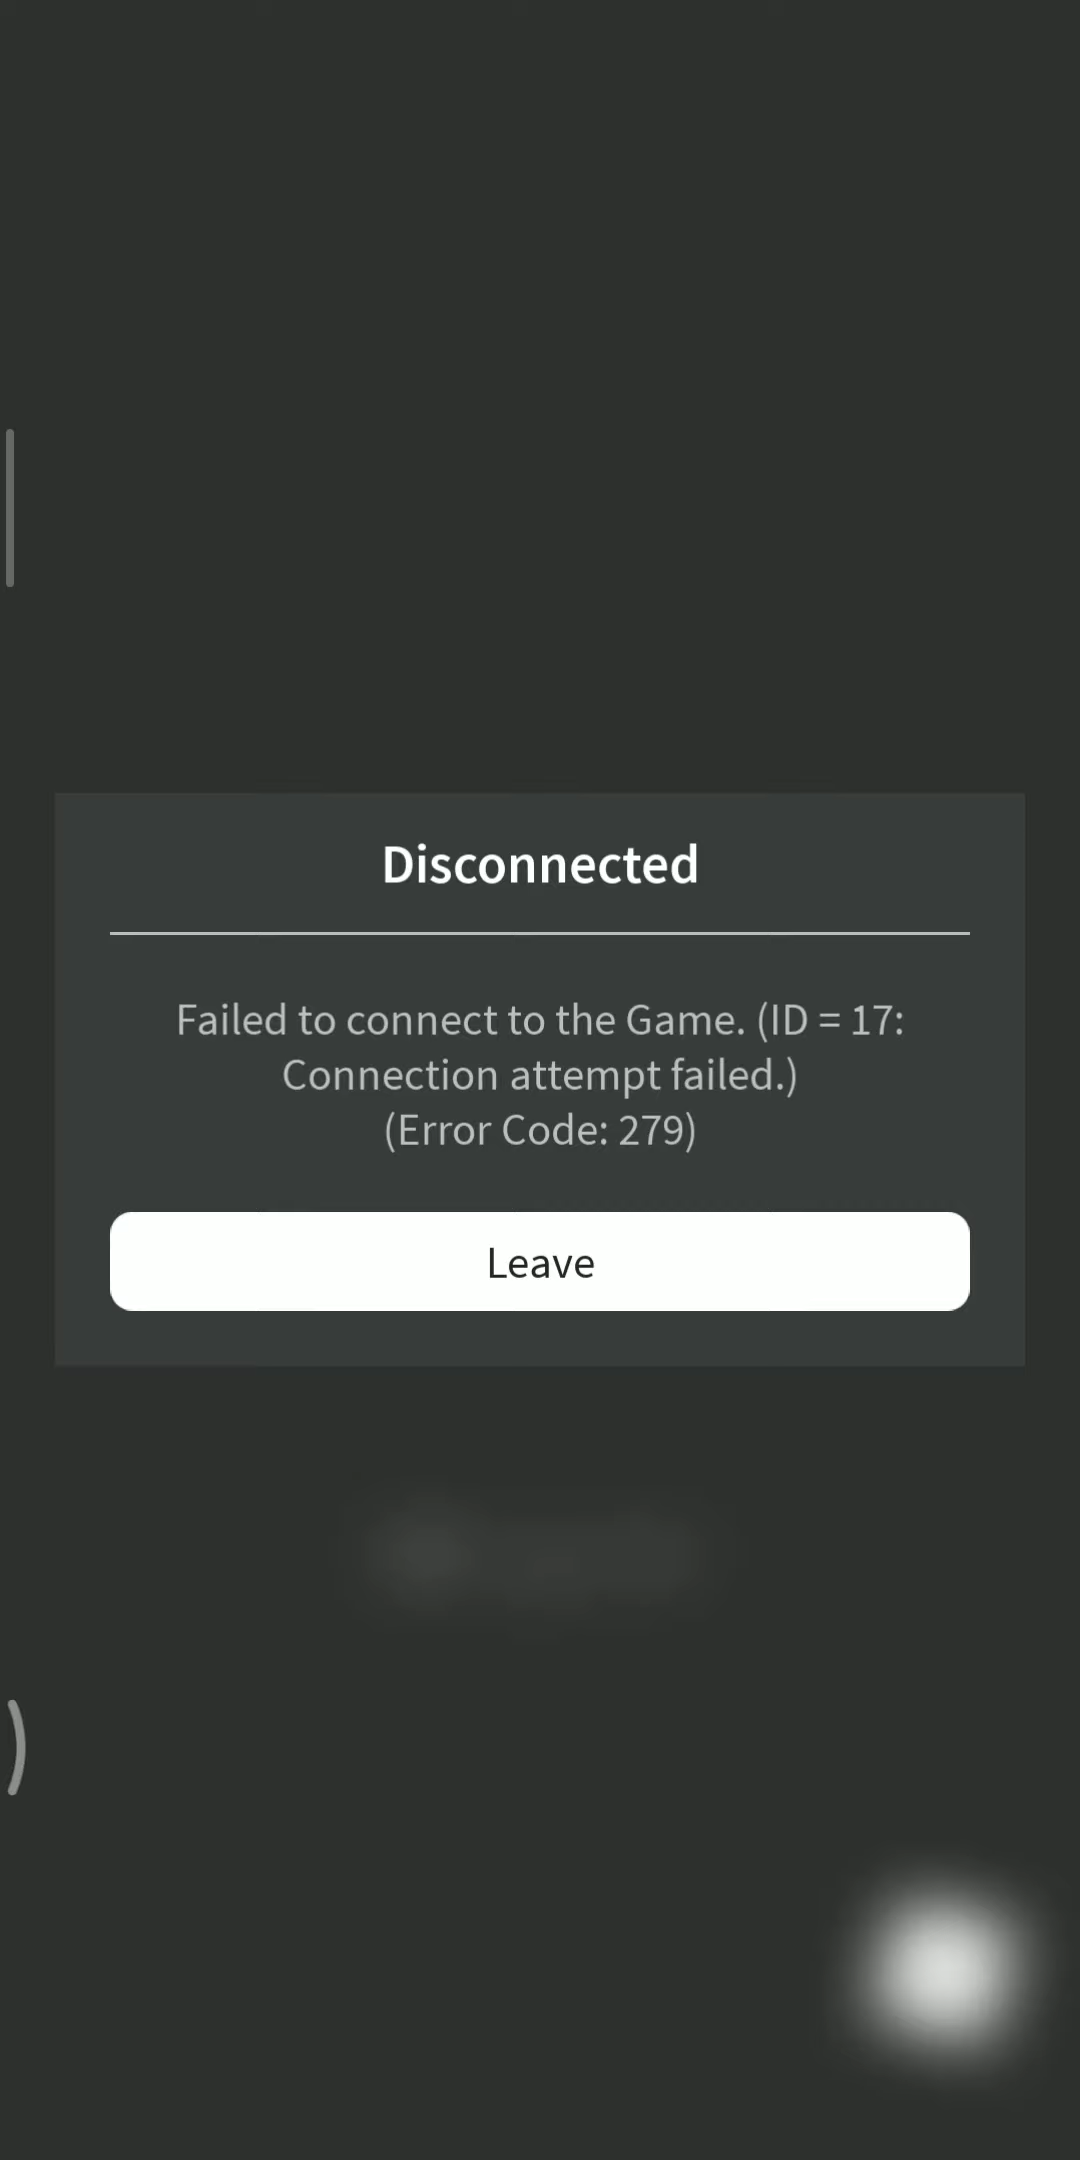 Disconnected
Failed to connect to the Game. (ID = 17:
Connection attempt failed.)
(Error Code: 279)
Leave